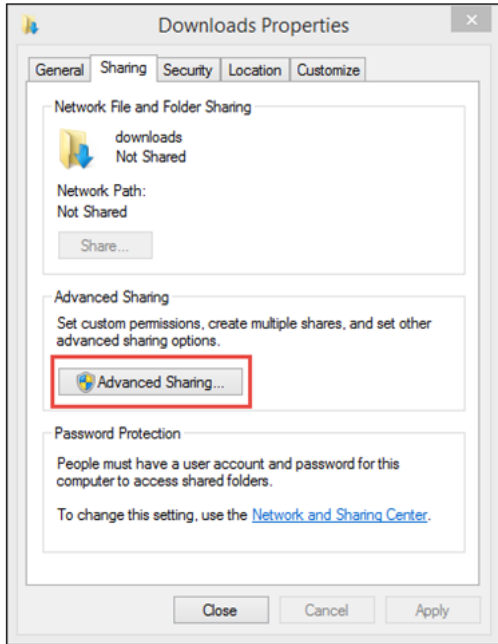 Downloads Properties
×
General Sharing Security Location Customize
Network File and Folder Sharing
downloads
Not Shared
Network Path:
Not Shared
Share...
Advanced Sharing
Set custom permissions, create multiple shares, and set other
advanced sharing options.
Advanced Sharing...
Password Protection
People must have a user account and password for this
computer to access shared folders.
To change this setting, use the Network and Sharing Center.
Close Cancel Apply